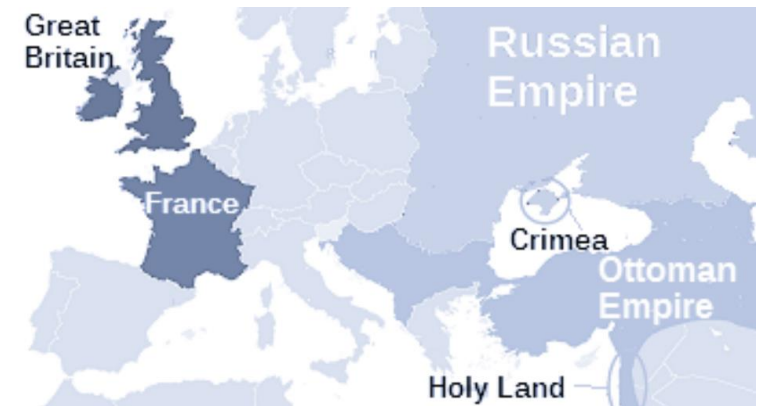 Great
Britain
Russian
Empire
France
Crimea
Ottoman
Empire
Holy Land